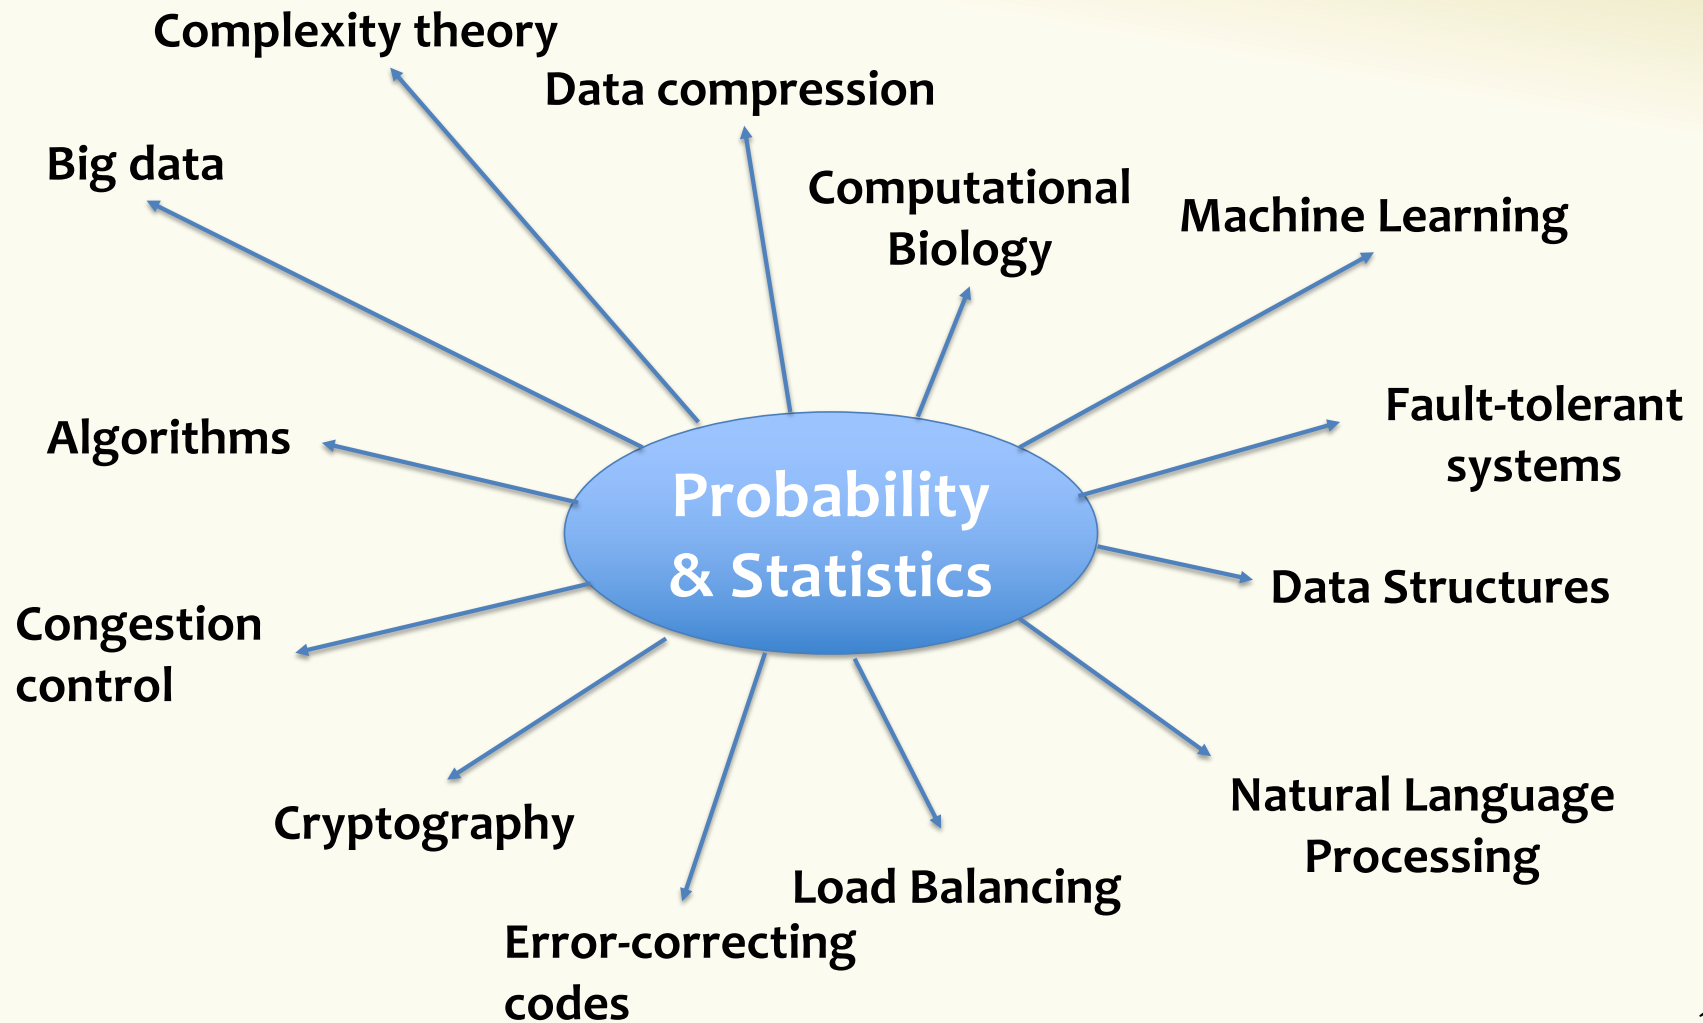 Complexity theory
Data compression
Big data
Computational
Biology
Machine Learning
Fault-tolerant
systems
Algorithms
Probability
& Statistics
Data Structures
Congestion
control
Natural Language
Processing
Cryptography
Load Balancing
Error-correcting
codes